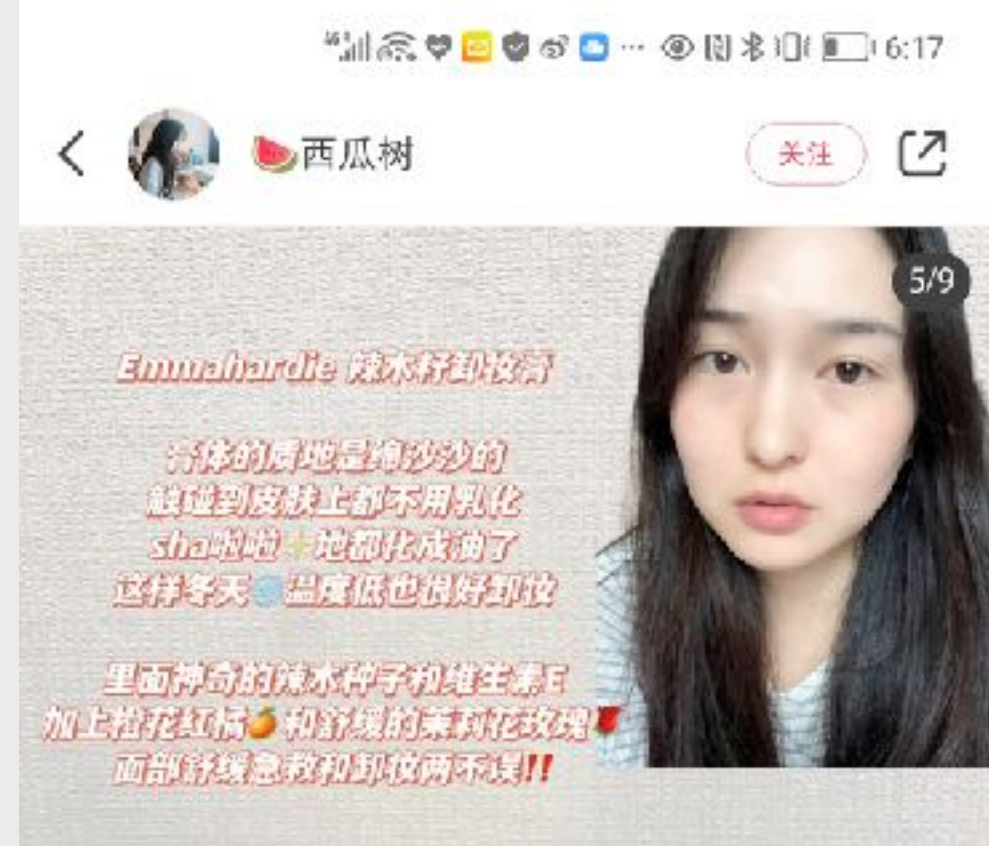 4G 6:17
🍉西瓜树
关注
5/9
Emmahardie 辣木籽卸妆膏
膏体的质地是绵沙沙的
触碰到皮肤上都不用乳化
sha啦啦✨地都化成油了
这样冬天❄️温度低也很好卸妆
里面神奇的辣木种子和维生素E
加上橙花红橘🍊和舒缓的茉莉花玫瑰🌹
面部舒缓急救和卸妆两不误‼️